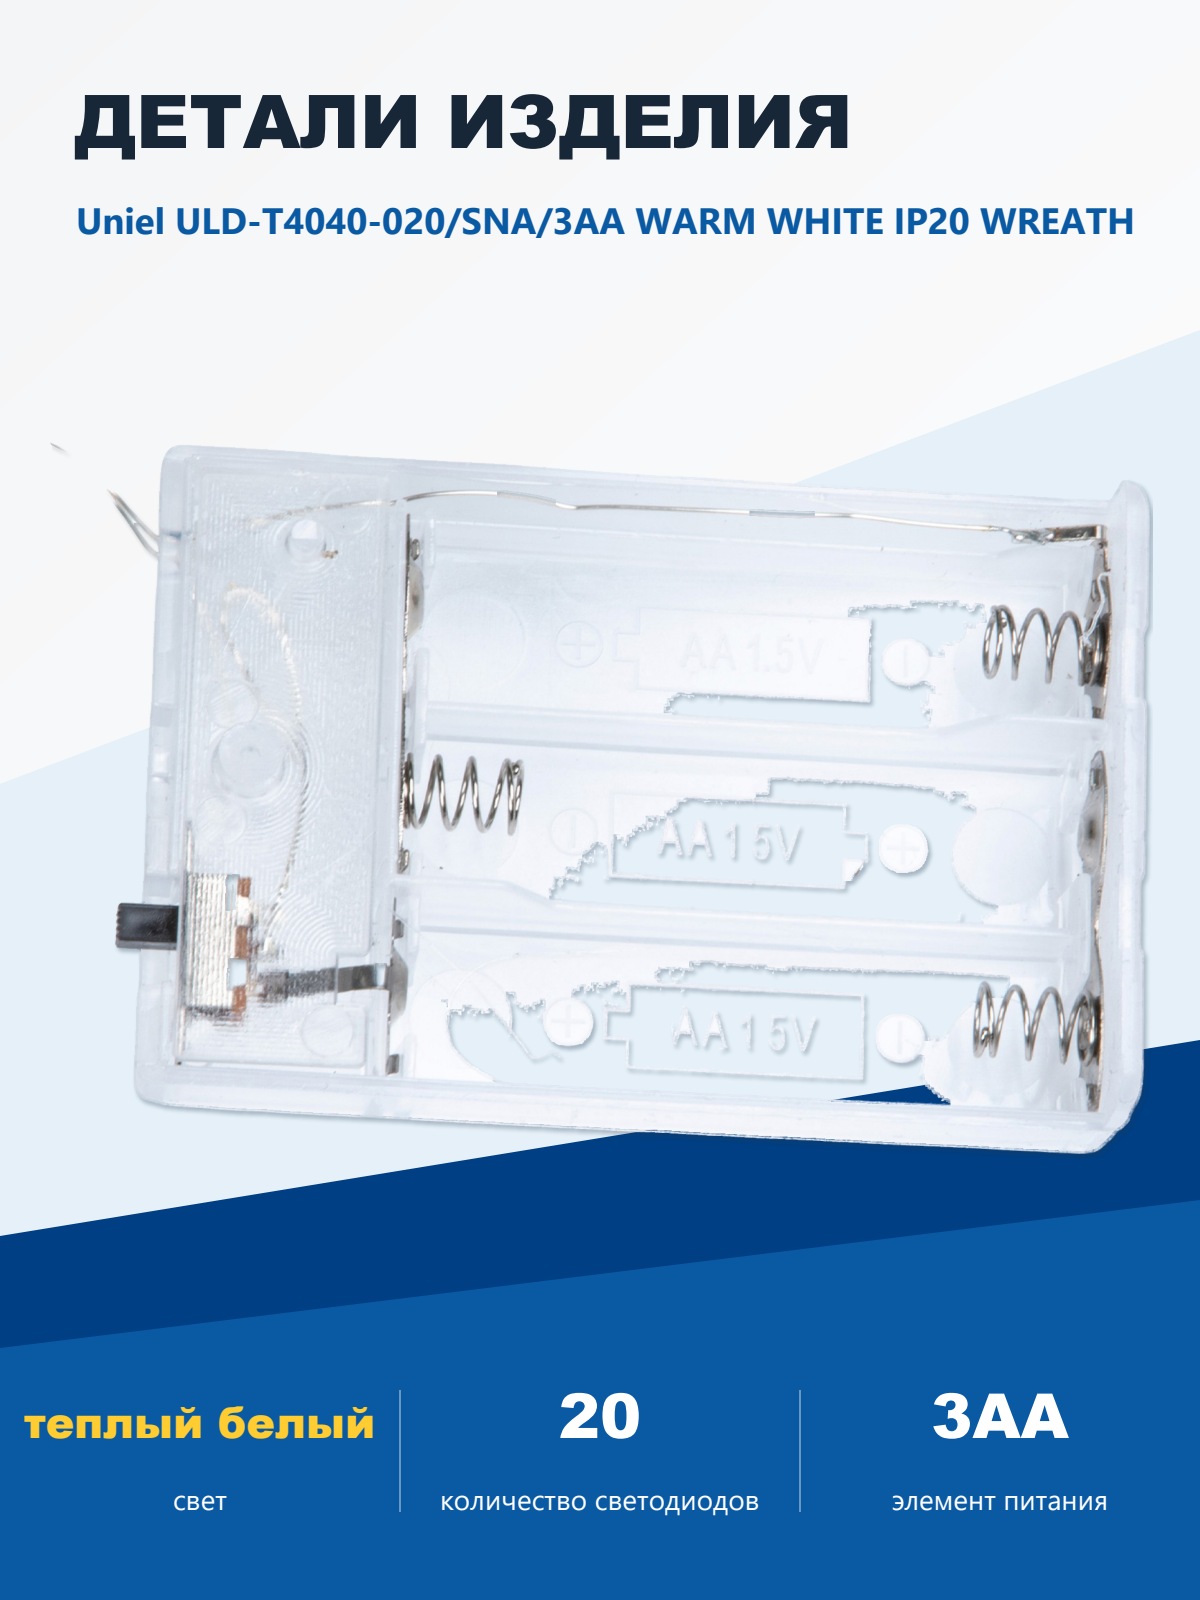 ДЕТАЛИ ИЗДЕЛИЯ
Uniel ULD-T4040-020/SNA/3AA WARM WHITE IP20 WREATH
AA 1.5V
AA 1 5V
AA 1 5V
теплый белый
20
3AA
свет
количество светодиодов
элемент питания